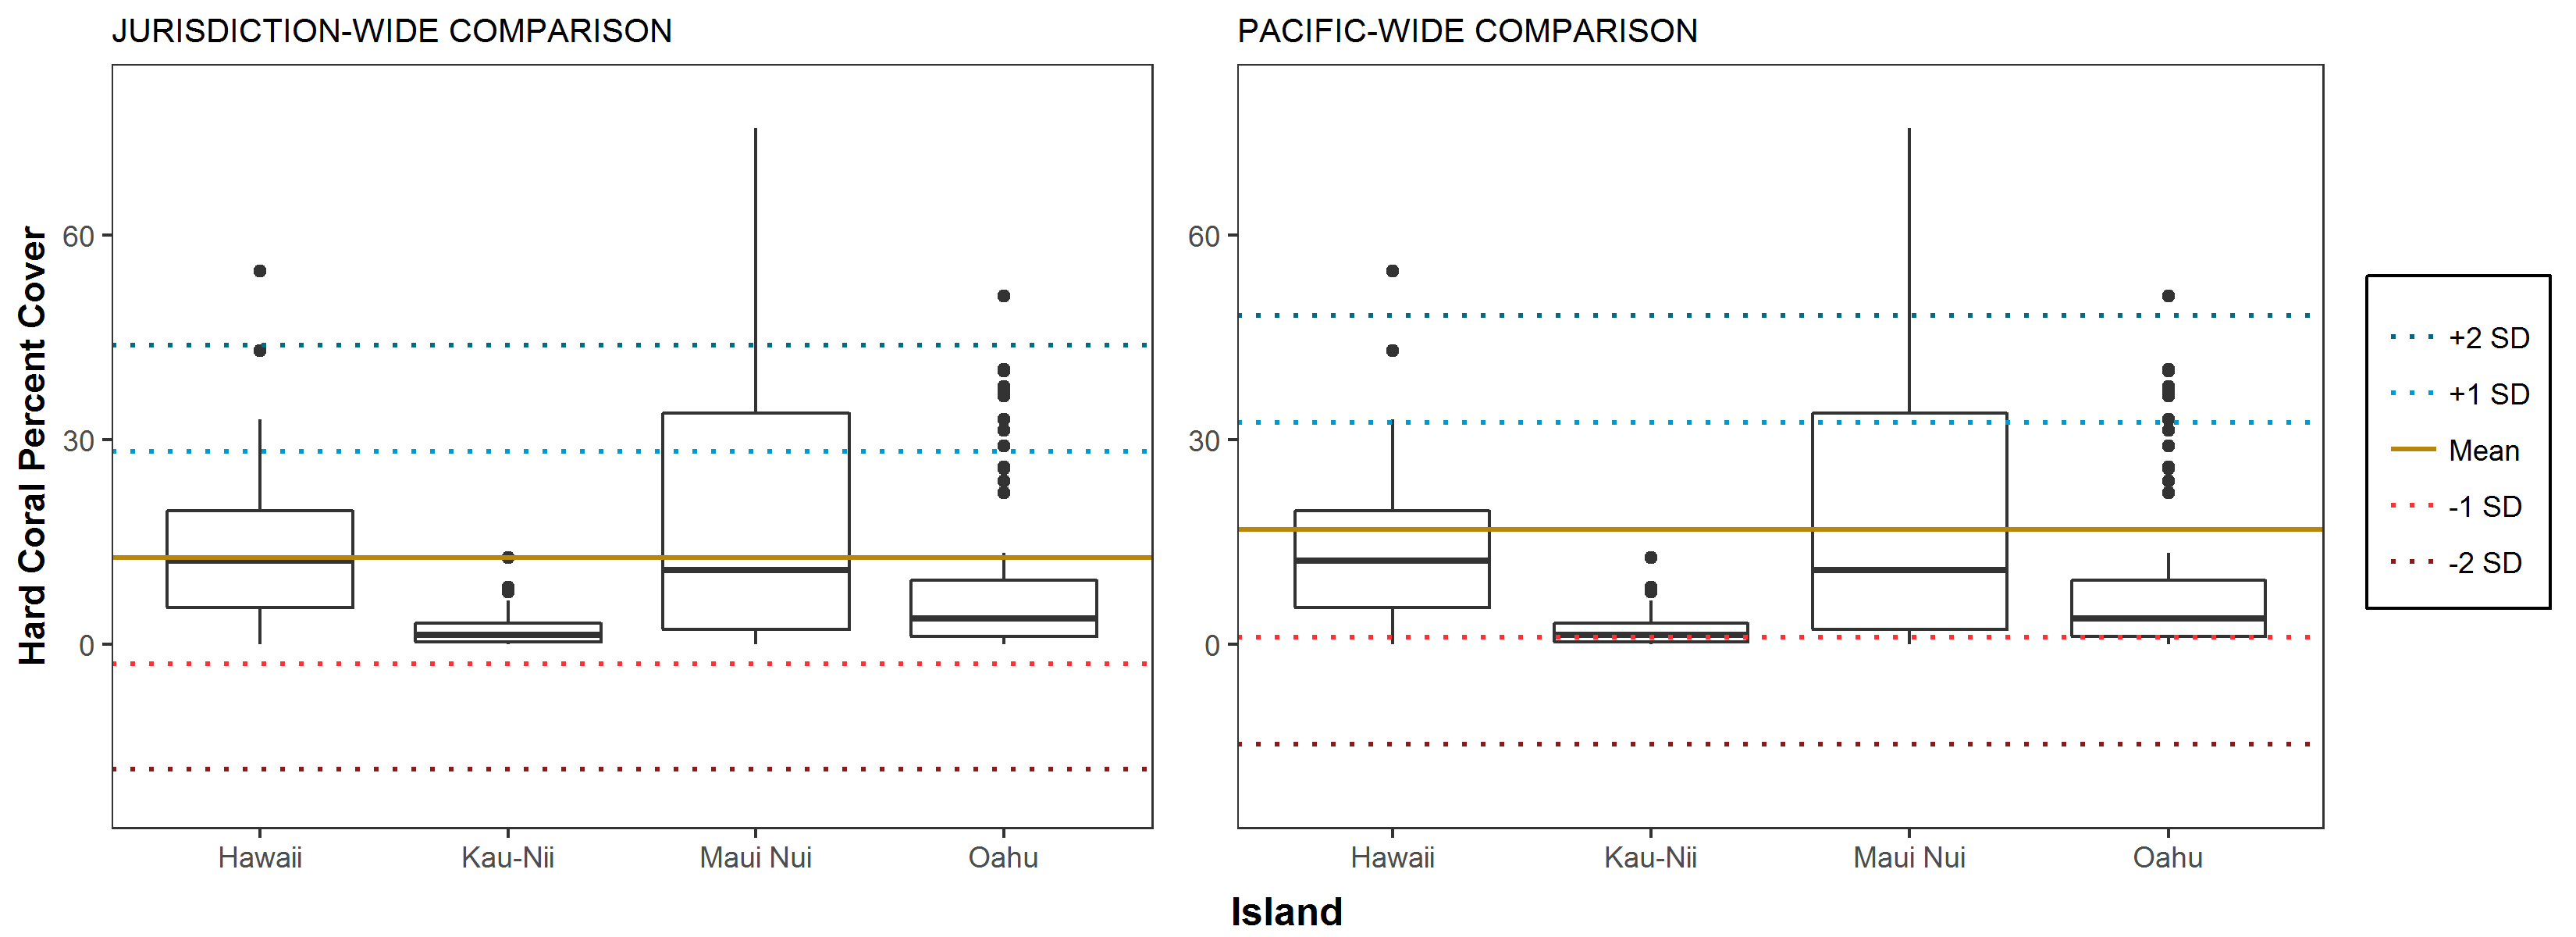 JURISDICTION-WIDE COMPARISON
PACIFIC-WIDE COMPARISON
Hard Coral Percent Cover
60
30
0
60
30
0
Hawaii
Kau-Nii
Maui Nui
Oahu
Hawaii
Kau-Nii
Maui Nui
Oahu
Island
+2 SD
+1 SD
Mean
-1 SD
-2 SD